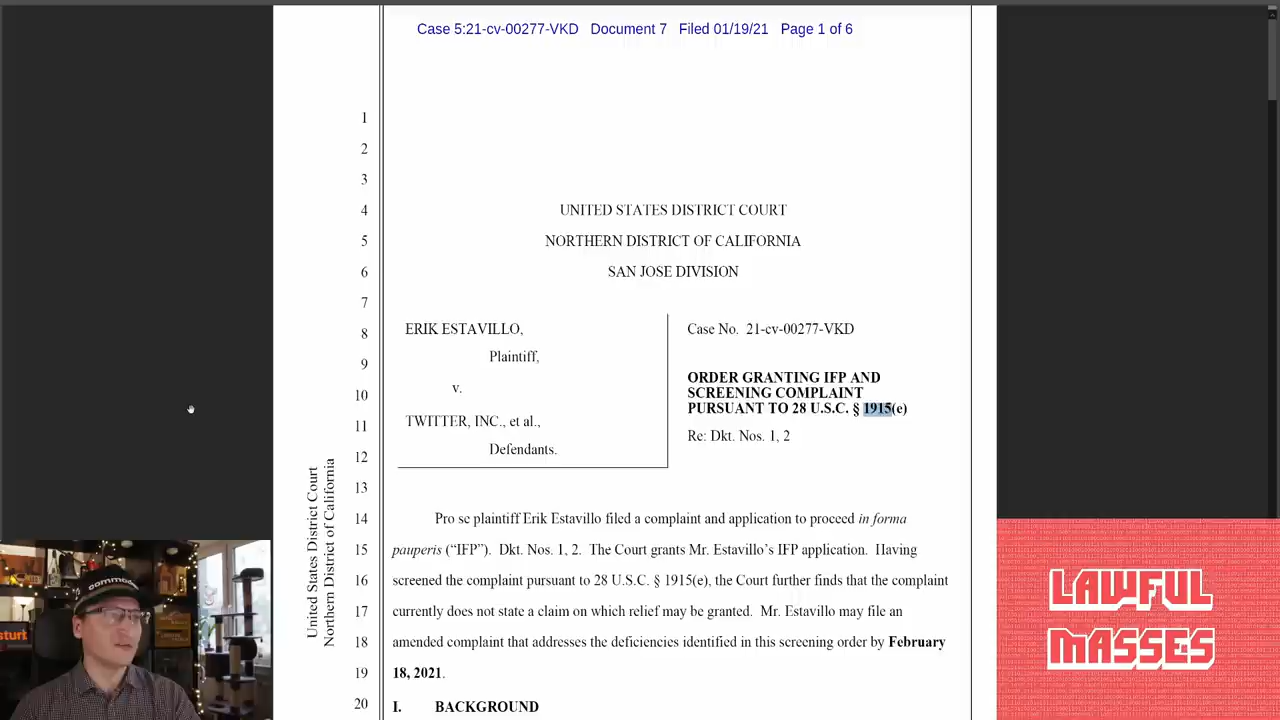 Case 5:21-cv-00277-VKD Document 7 Filed 01/19/21 Page 1 of 6
1
2
3
4 UNITED STATES DISTRICT COURT
5 NORTHERN DISTRICT OF CALIFORNIA
6 SAN JOSE DIVISION
7
8 ERIK ESTAVILLO,
Plaintiff,
9
v.
10
TWITTER, INC., et al.,
11
Defendants.
12
Case No. 21-cv-00277-VKD
ORDER GRANTING IFP AND
SCREENING COMPLAINT
PURSUANT TO 28 U.S.C. § 1915(e)
Re: Dkt. Nos. 1, 2
13
14 Pro se plaintiff Erik Estavillo filed a complaint and application to proceed in forma
15 pauperis (“IFP”). Dkt. Nos. 1, 2. The Court grants Mr. Estavillo’s IFP application. Having
16 screened the complaint pursuant to 28 U.S.C. § 1915(e), the Court further finds that the complaint
17 currently does not state a claim on which relief may be granted. Mr. Estavillo may file an
18 amended complaint that addresses the deficiencies identified in this screening order by February
19 18, 2021.
20 I. BACKGROUND
United States District Court
Northern District of California
sturt
LAWFUL
MASSES